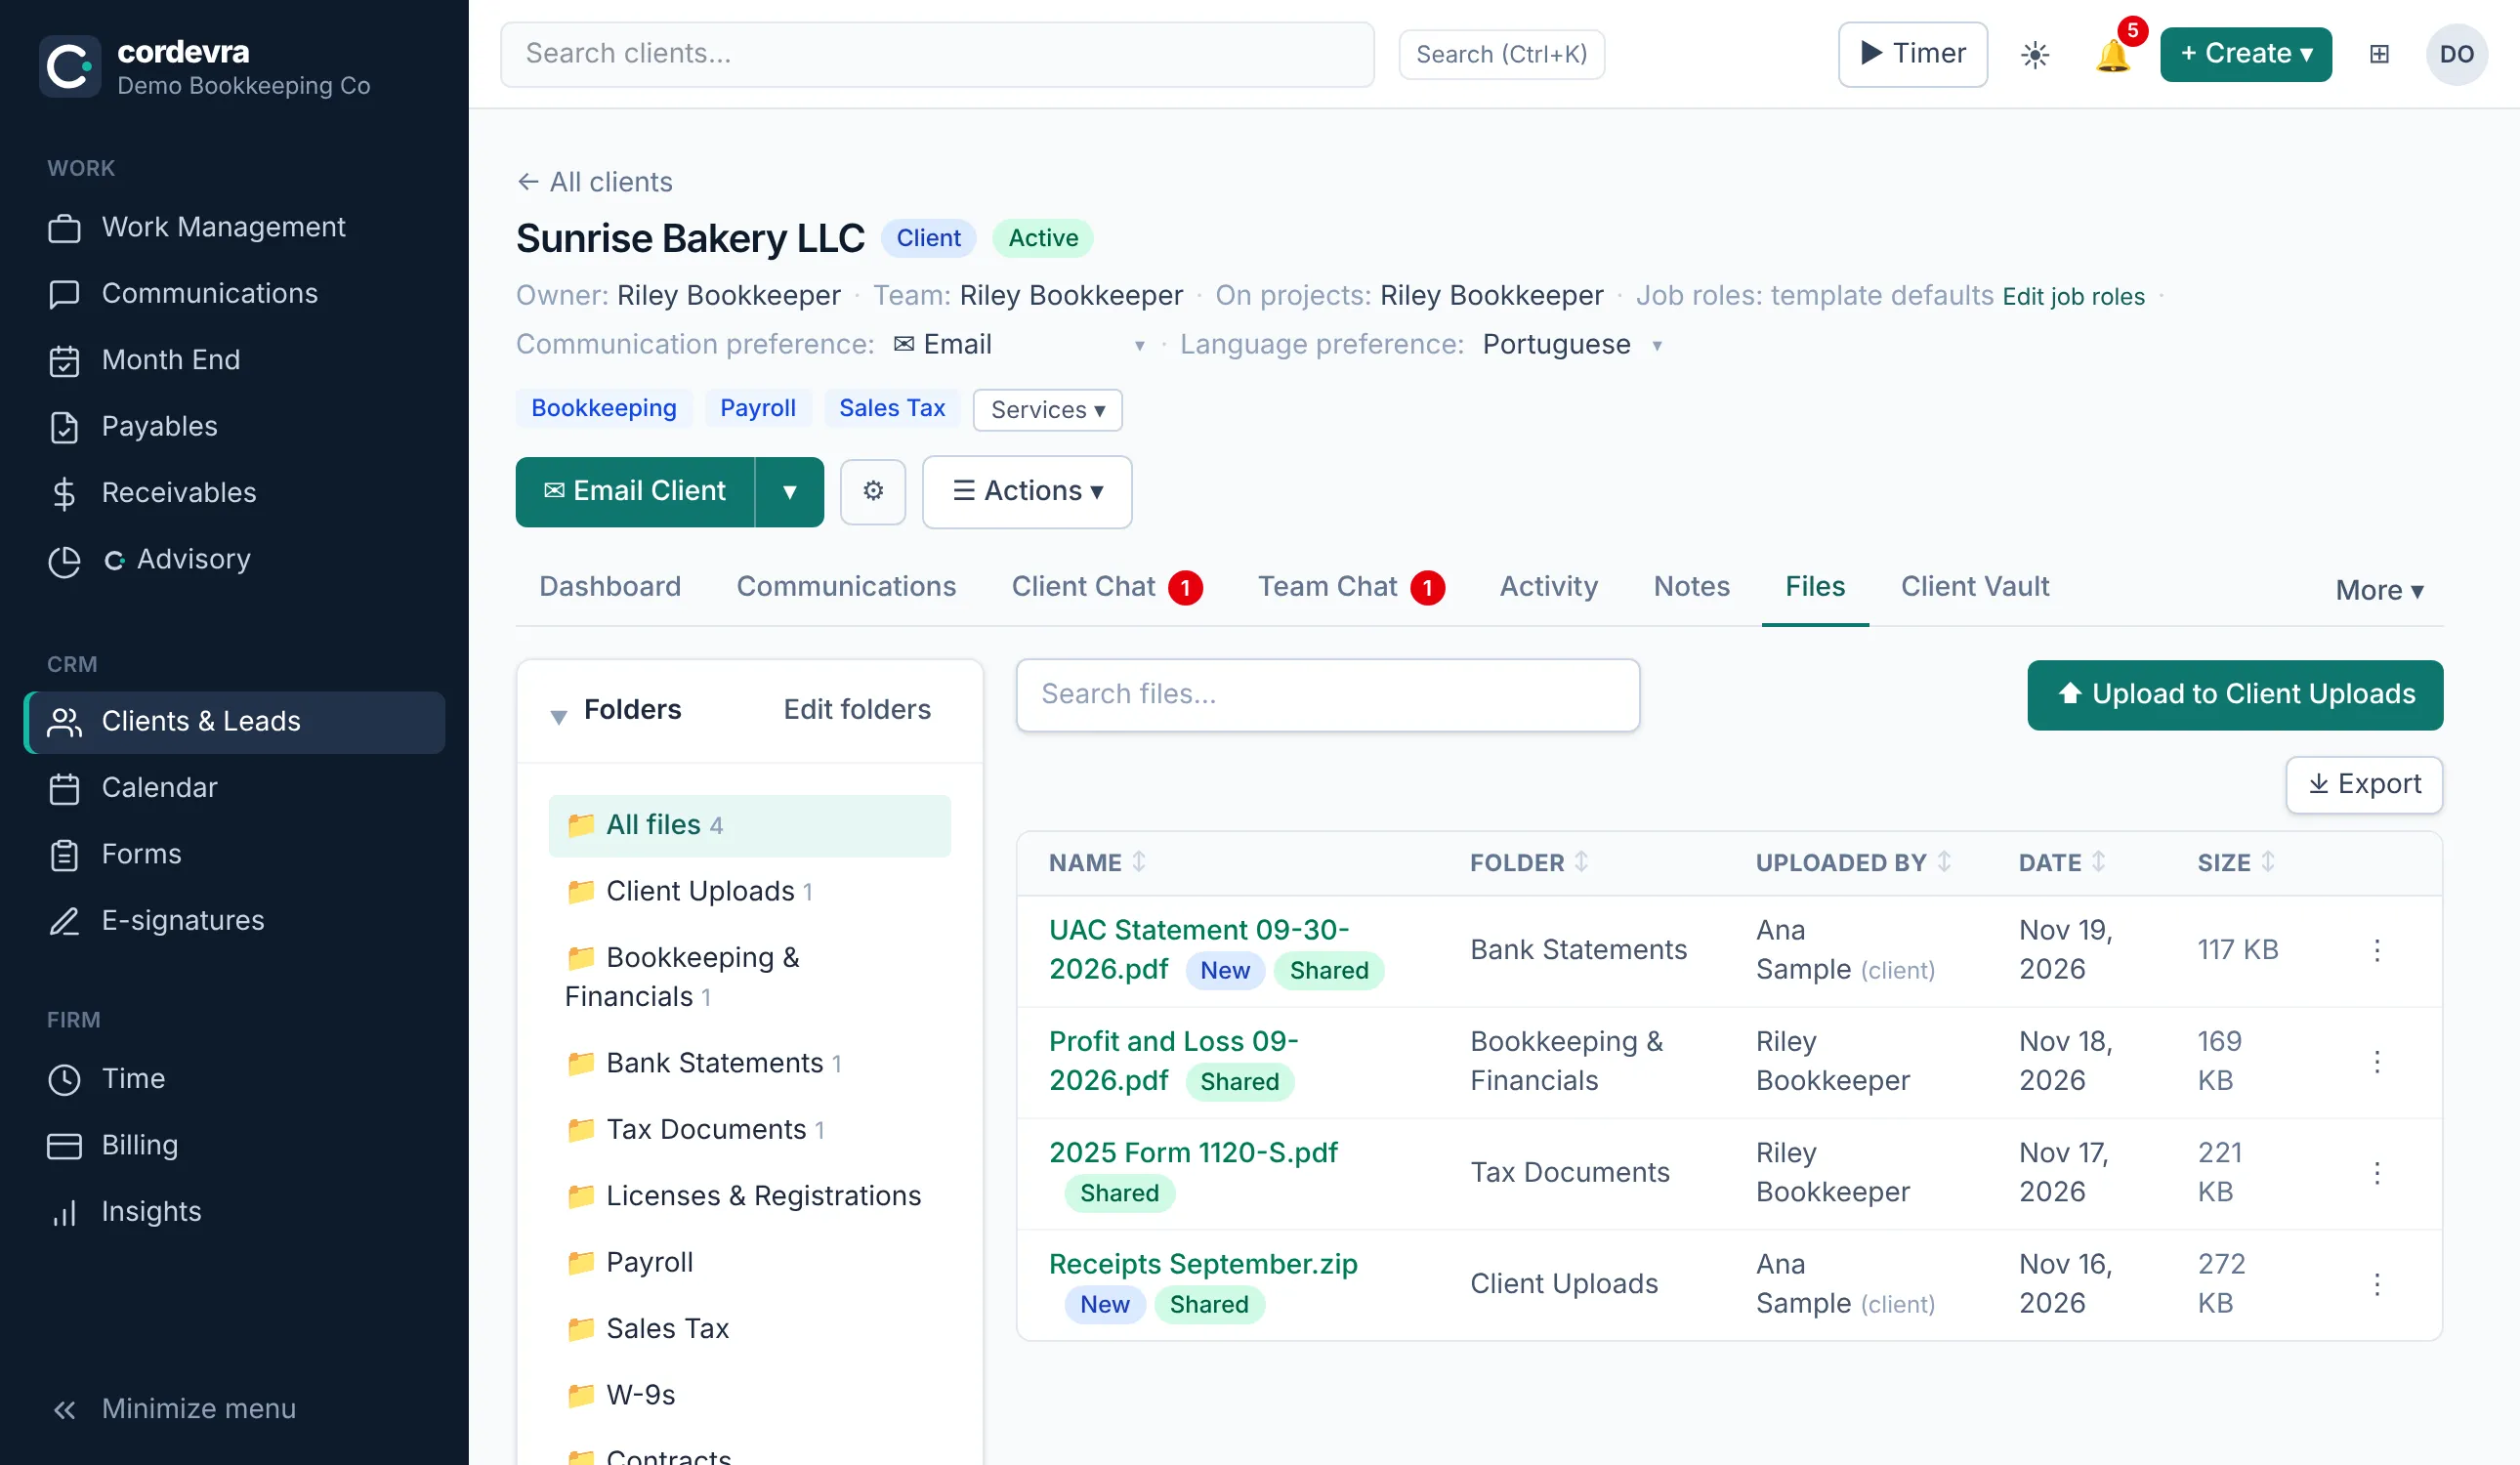 cordevra
Demo Bookkeeping Co
WORK
Work Management
Communications
Month End
Payables
Receivables
Advisory
CRM
Clients & Leads
Calendar
Forms
E-signatures
FIRM
Time
Billing
Insights
Minimize menu
Search clients...
Search (Ctrl+K)
Timer
5
+ Create ▾
DO
← All clients
Sunrise Bakery LLC Client Active
Owner: Riley Bookkeeper · Team: Riley Bookkeeper · On projects: Riley Bookkeeper · Job roles: template defaults Edit job roles ·
Communication preference: ✉ Email ▾ · Language preference: Portuguese ▾
Bookkeeping Payroll Sales Tax Services ▾
✉ Email Client ▾ ⚙ ☰ Actions ▾
Dashboard Communications Client Chat 1 Team Chat 1 Activity Notes Files Client Vault More ▾
▼ Folders Edit folders
All files 4
Client Uploads 1
Bookkeeping &
Financials 1
Bank Statements 1
Tax Documents 1
Licenses & Registrations
Payroll
Sales Tax
W-9s
Contracts
Search files...
Upload to Client Uploads
Export
NAME FOLDER UPLOADED BY DATE SIZE
UAC Statement 09-30-
2026.pdf New Shared
Bank Statements
Ana
Sample (client)
Nov 19,
2026
117 KB
Profit and Loss 09-
2026.pdf Shared
Bookkeeping &
Financials
Riley
Bookkeeper
Nov 18,
2026
169
KB
2025 Form 1120-S.pdf
Shared
Tax Documents
Riley
Bookkeeper
Nov 17,
2026
221
KB
Receipts September.zip
New Shared
Client Uploads
Ana
Sample (client)
Nov 16,
2026
272
KB